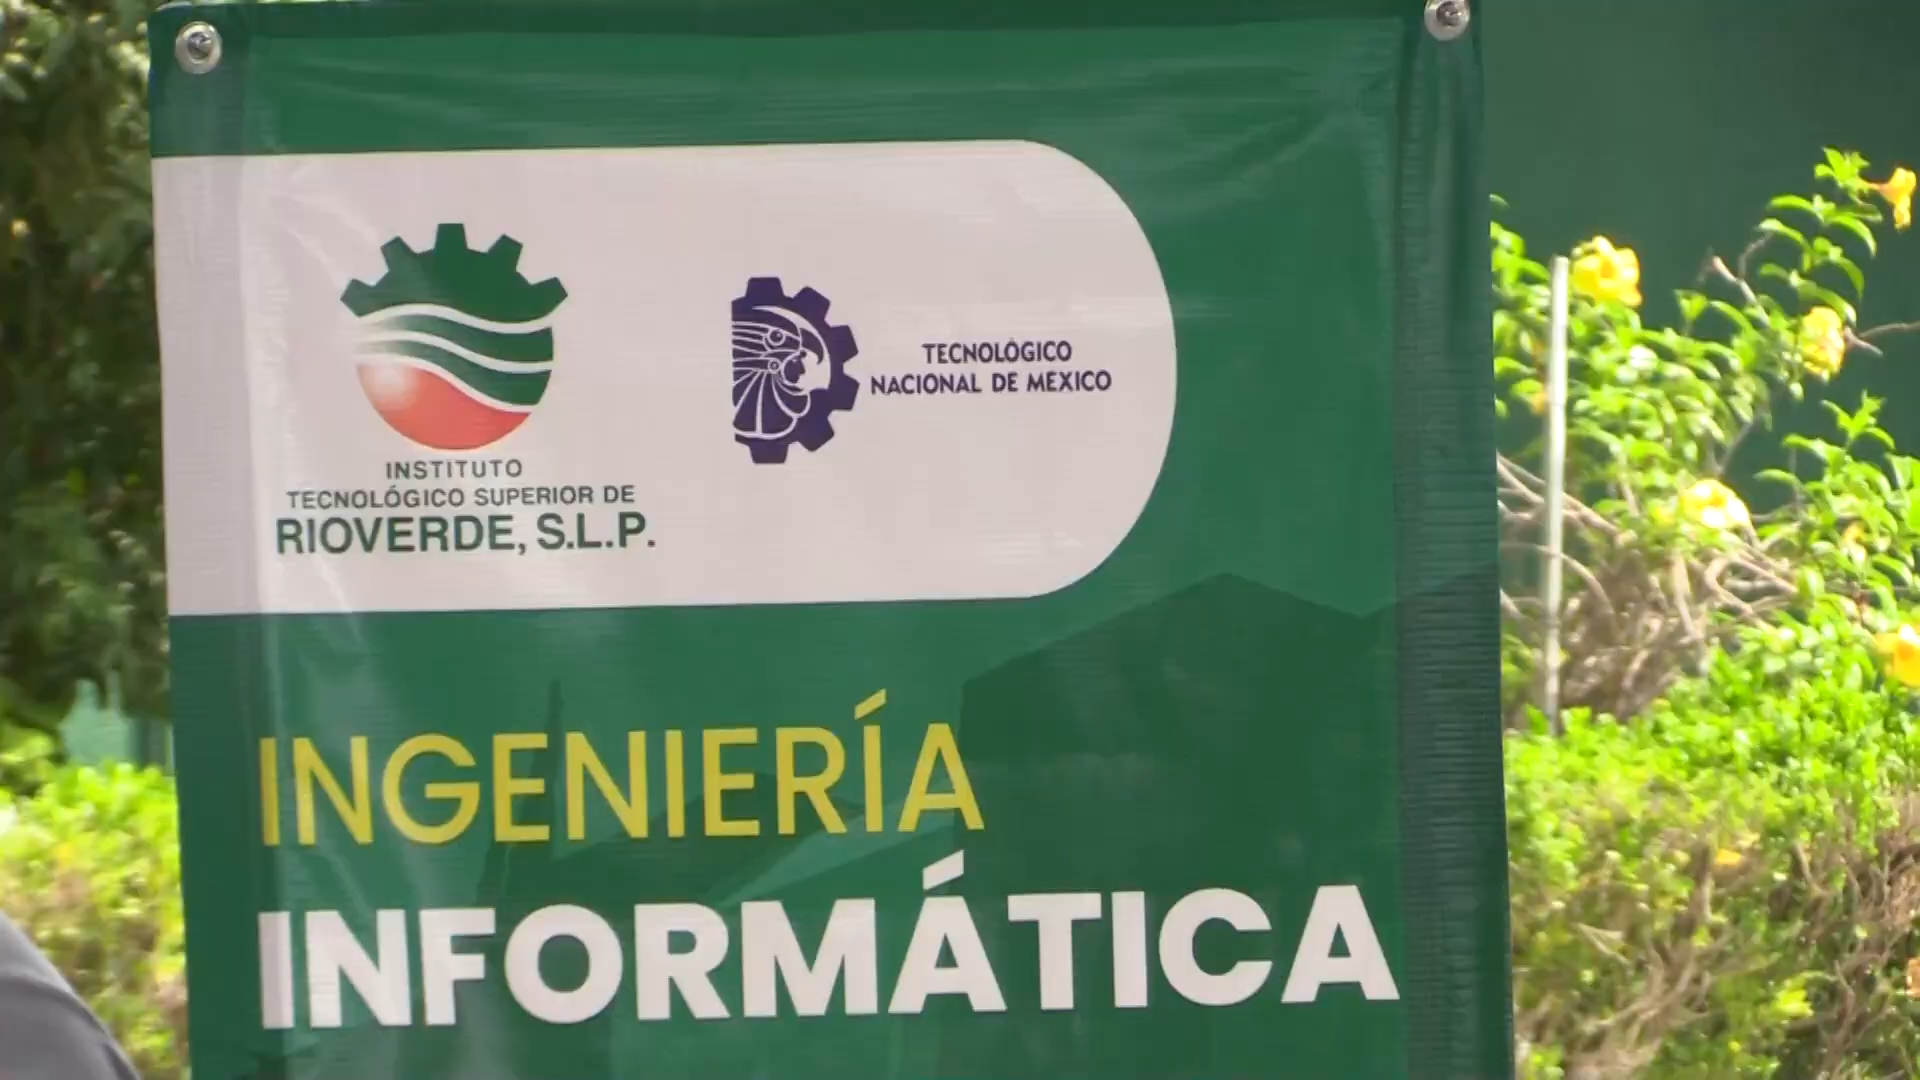 INSTITUTO
TECNOLÓGICO SUPERIOR DE
RIOVERDE, S.L.P.
TECNOLÓGICO
NACIONAL DE MEXICO
INGENIERÍA
INFORMÁTICA